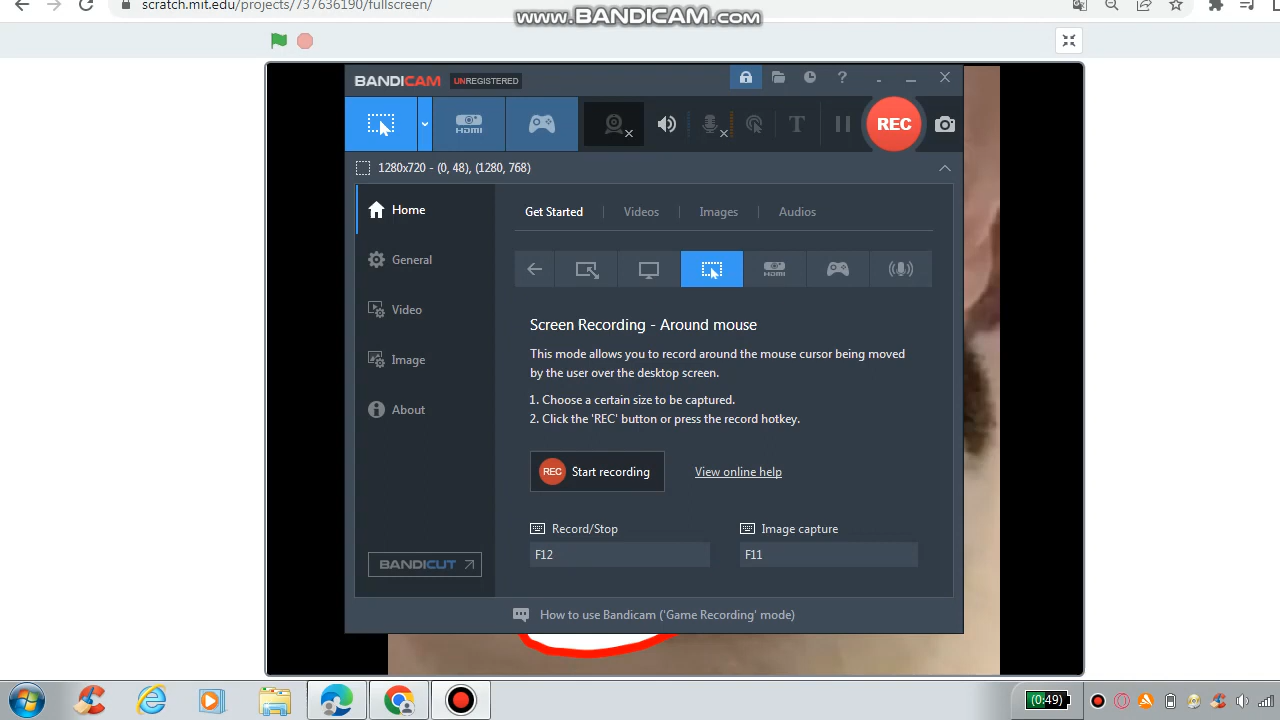 scratch.mit.edu/projects/737636190/fullscreen/
www.BANDICAM.com
BANDICAM UNREGISTERED
HDMI
T
REC
1280x720 - (0, 48), (1280, 768)
Home
General
Video
Image
About
BANDICUT
Get Started
Videos
Images
Audios
HDMI
Screen Recording - Around mouse
This mode allows you to record around the mouse cursor being moved
by the user over the desktop screen.
1. Choose a certain size to be captured.
2. Click the 'REC' button or press the record hotkey.
REC Start recording
View online help
Record/Stop
Image capture
F12
F11
How to use Bandicam ('Game Recording' mode)
(0:49)